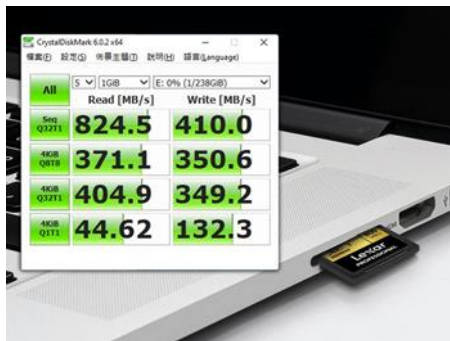 CrystalDiskMark 6.0.2 x64
檔案(F) 設定(S) 佈景主題(T) 說明(H) 語言(Language)
All 5 1GiB E: 0% (1/238GiB)
Read [MB/s] Write [MB/s]
Seq
Q32T1 824.5 410.0
4KiB
Q8T8 371.1 350.6
4KiB
Q32T1 404.9 349.2
4KiB
Q1T1 44.62 132.3
Lexar
PROFESSIONAL